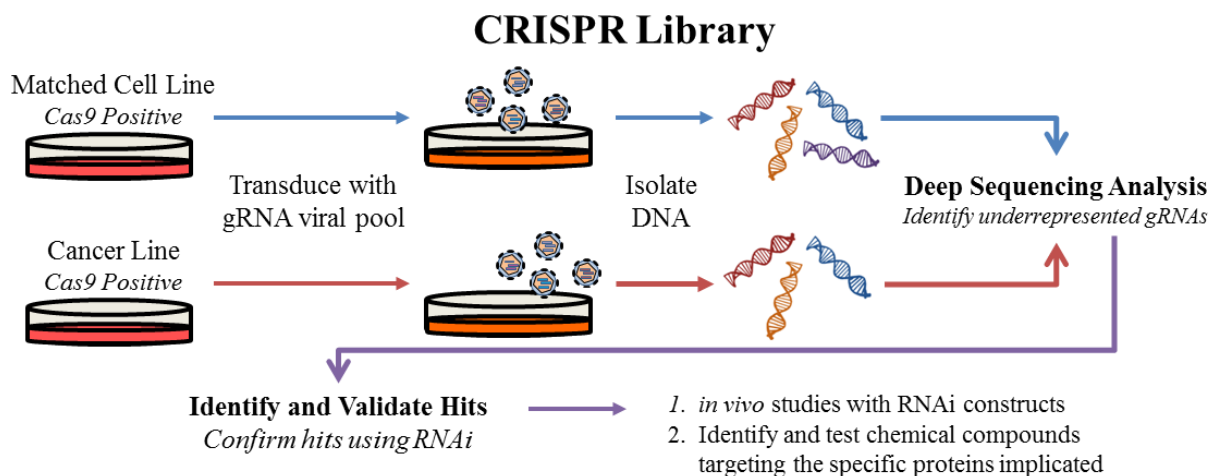 CRISPR Library
Matched Cell Line
Cas9 Positive
Transduce with
gRNA viral pool
Isolate
DNA
Deep Sequencing Analysis
Identify underrepresented gRNAs
Cancer Line
Cas9 Positive
Identify and Validate Hits
Confirm hits using RNAi
1. in vivo studies with RNAi constructs
2. Identify and test chemical compounds
targeting the specific proteins implicated